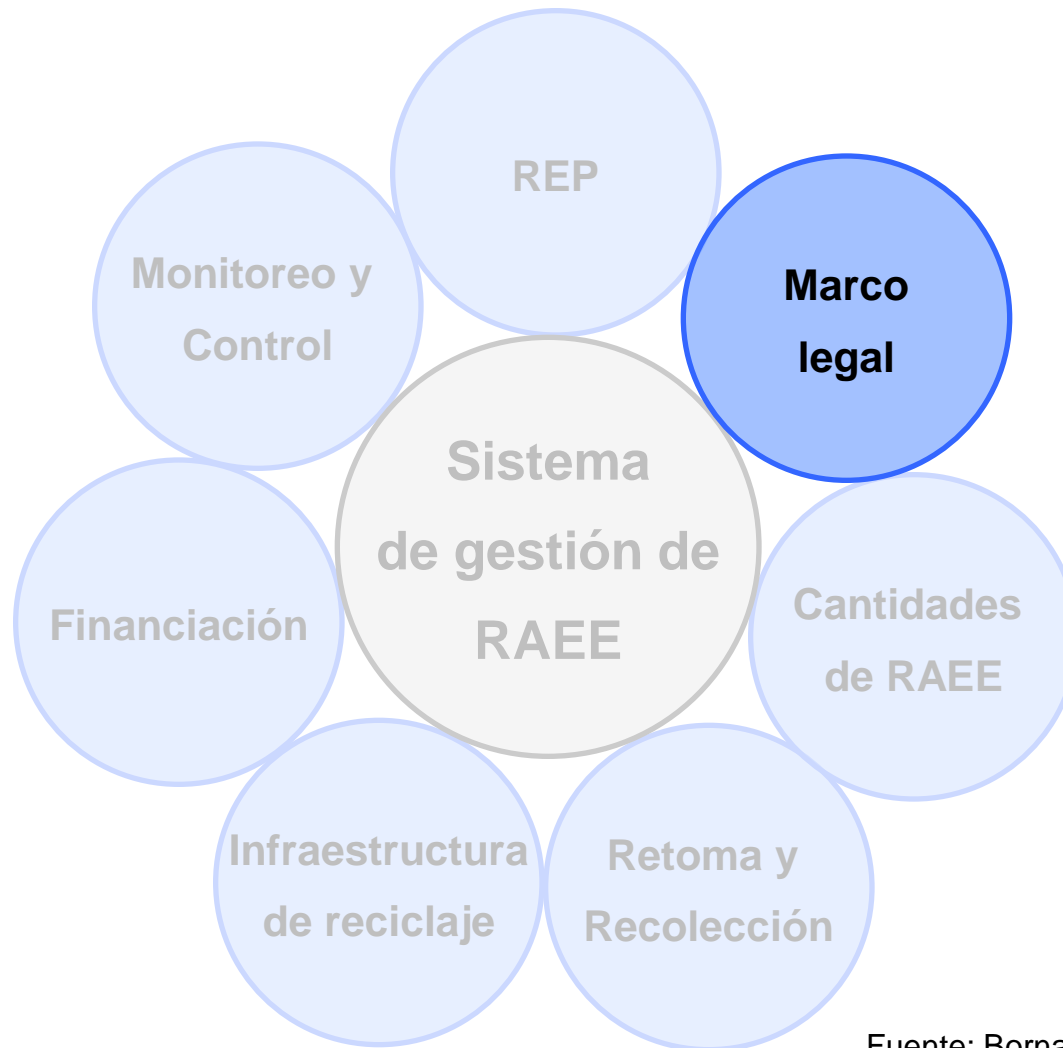 REP
Marco
legal
Monitoreo y
Control
Sistema
de gestión de
RAEE
Cantidades
de RAEE
Financiación
Infraestructura
de reciclaje
Retoma y
Recolección
Fuente: Borna